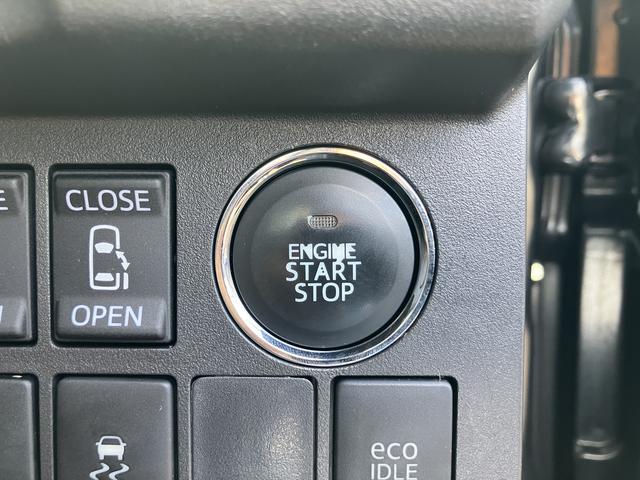 CLOSE
OPEN
ENGINE
START
STOP
eco
IDLE